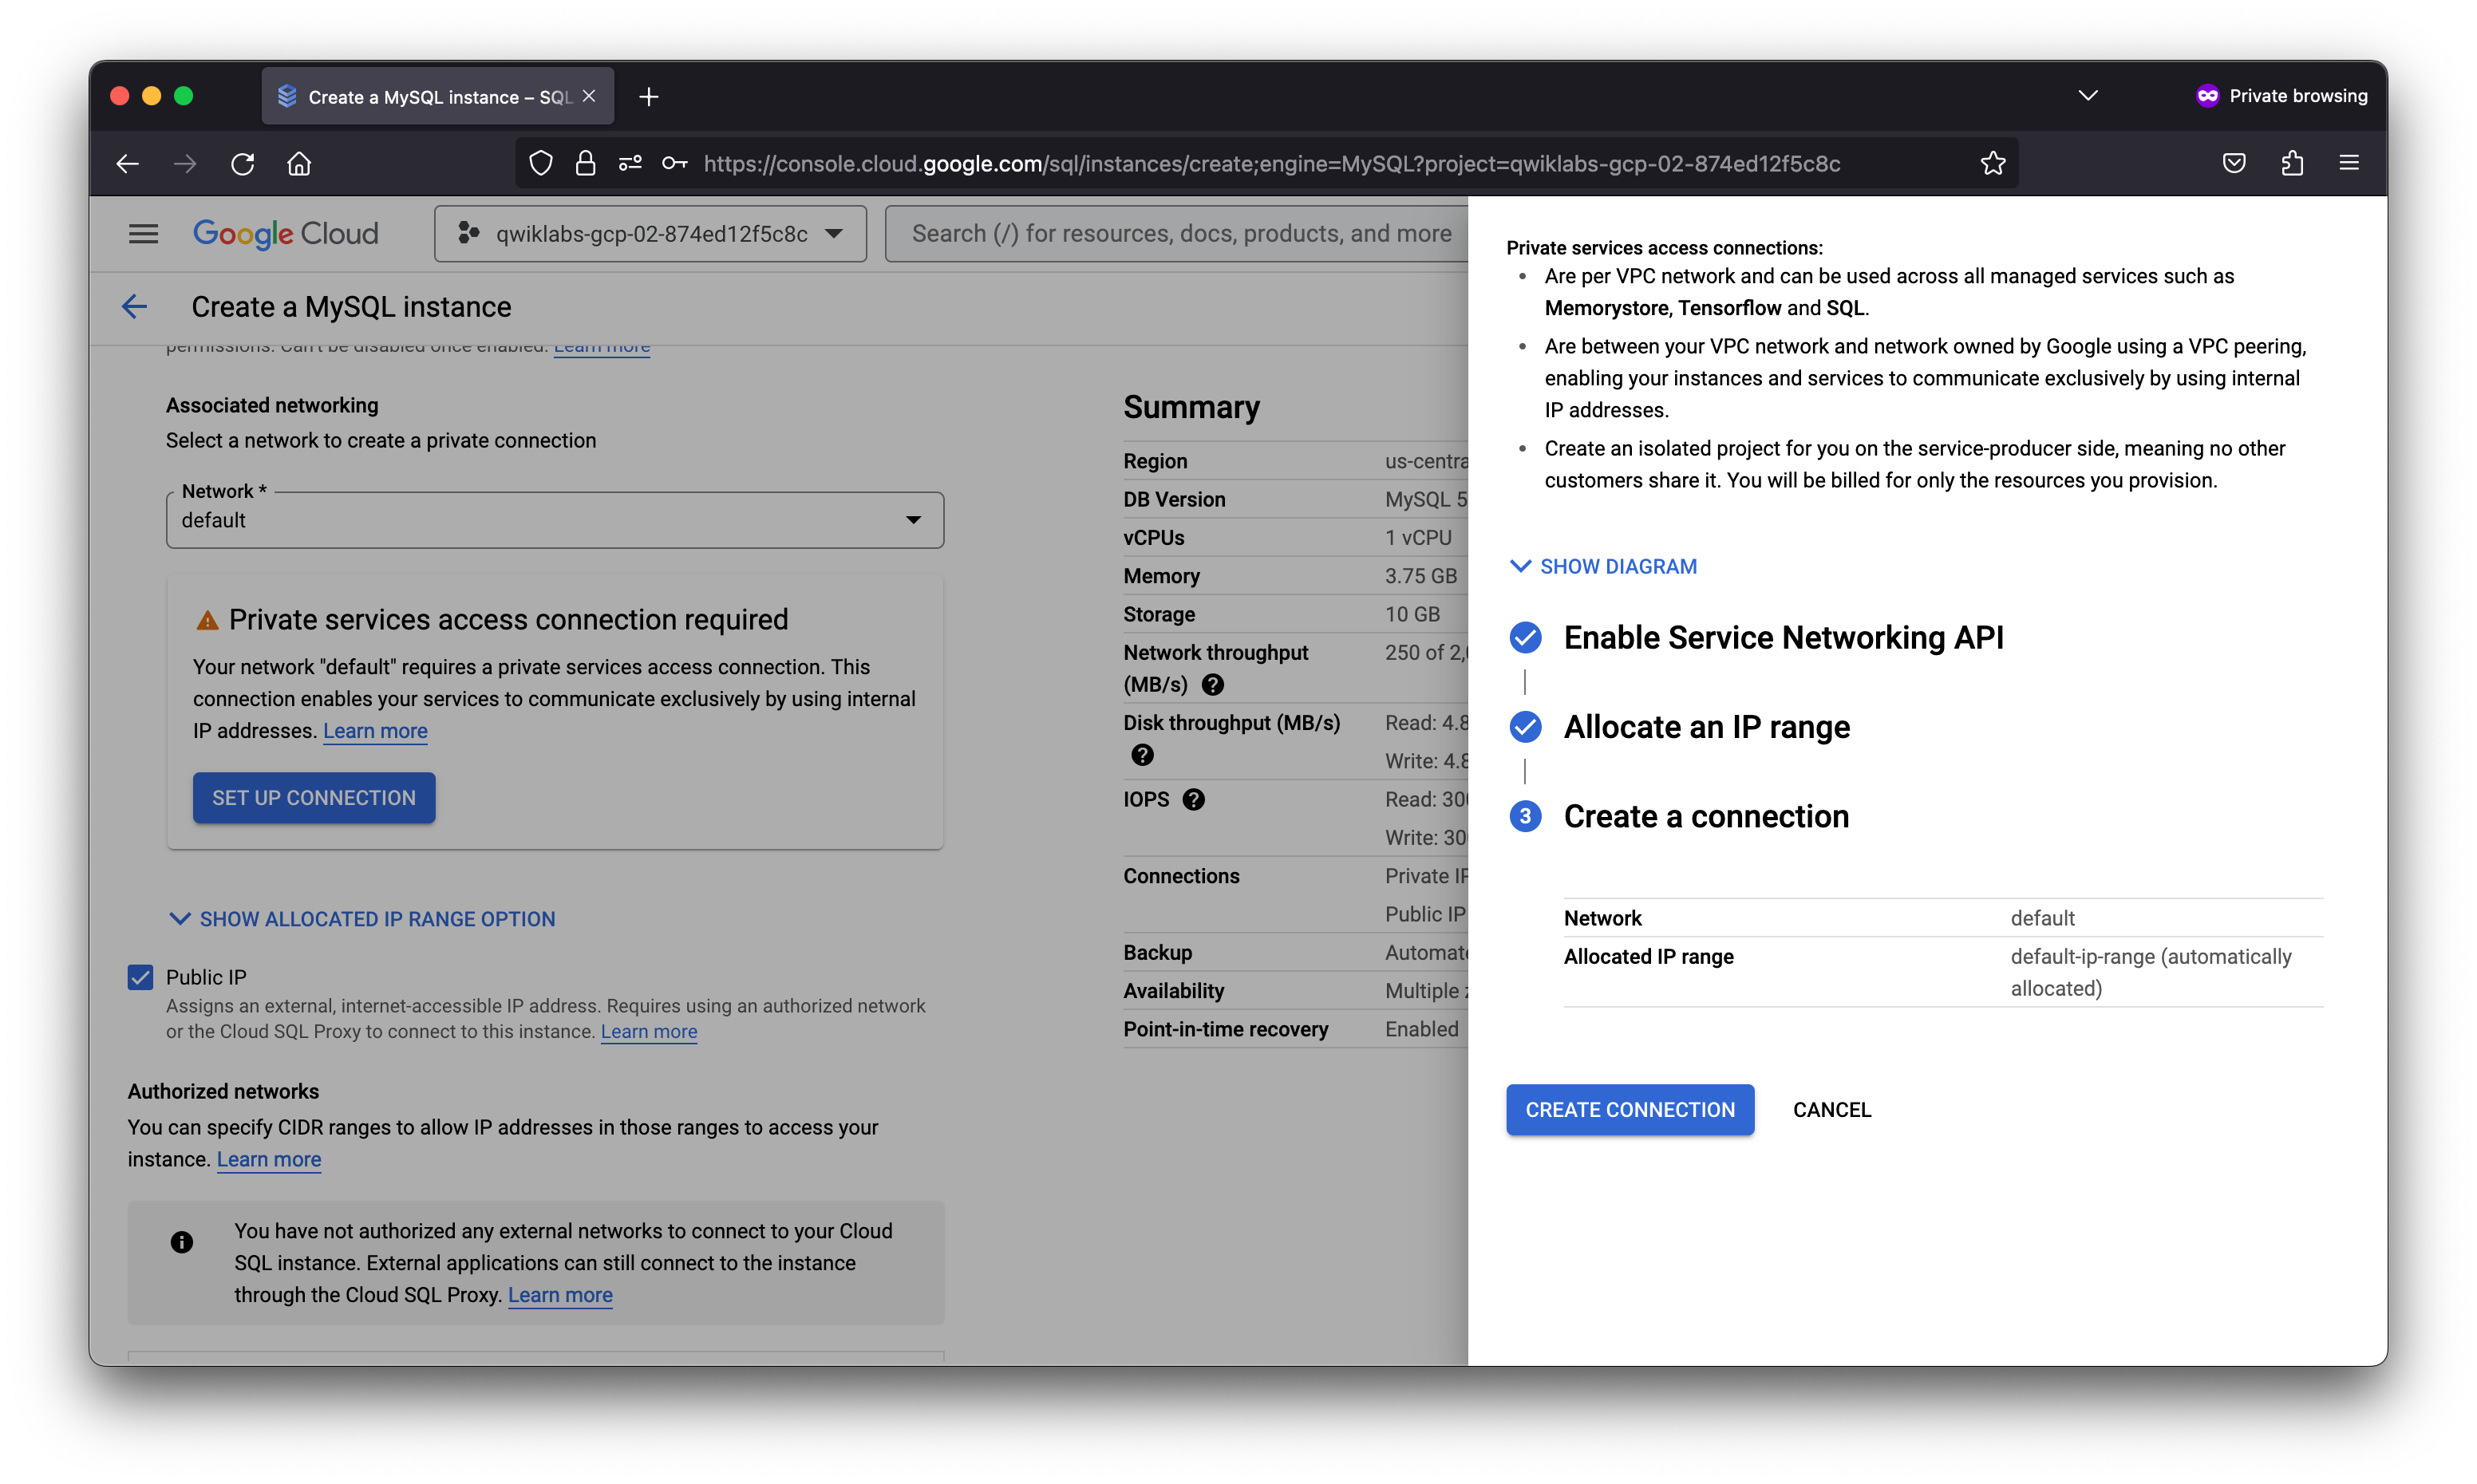 Create a MySQL instance – SQL
Private browsing
https://console.cloud.google.com/sql/instances/create;engine=MySQL?project=qwiklabs-gcp-02-874ed12f5c8c
Google Cloud
qwiklabs-gcp-02-874ed12f5c8c
Search (/) for resources, docs, products, and more
Create a MySQL instance
permissions. Can't be disabled once enabled. Learn more
Associated networking
Select a network to create a private connection
Network *
default
Private services access connection required
Your network "default" requires a private services access connection. This
connection enables your services to communicate exclusively by using internal
IP addresses. Learn more
SET UP CONNECTION
SHOW ALLOCATED IP RANGE OPTION
Public IP
Assigns an external, internet-accessible IP address. Requires using an authorized network
or the Cloud SQL Proxy to connect to this instance. Learn more
Authorized networks
You can specify CIDR ranges to allow IP addresses in those ranges to access your
instance. Learn more
You have not authorized any external networks to connect to your Cloud
SQL instance. External applications can still connect to the instance
through the Cloud SQL Proxy. Learn more
Summary
Region us-centra
DB Version MySQL 5
vCPUs 1 vCPU
Memory 3.75 GB
Storage 10 GB
Network throughput 250 of 2,0
(MB/s)
Disk throughput (MB/s) Read: 4.8
Write: 4.8
IOPS Read: 300
Write: 30
Connections Private IP
Public IP
Backup Automate
Availability Multiple z
Point-in-time recovery Enabled
Private services access connections:
Are per VPC network and can be used across all managed services such as
Memorystore, Tensorflow and SQL.
Are between your VPC network and network owned by Google using a VPC peering,
enabling your instances and services to communicate exclusively by using internal
IP addresses.
Create an isolated project for you on the service-producer side, meaning no other
customers share it. You will be billed for only the resources you provision.
SHOW DIAGRAM
Enable Service Networking API
Allocate an IP range
3 Create a connection
Network default
Allocated IP range default-ip-range (automatically
allocated)
CREATE CONNECTION CANCEL